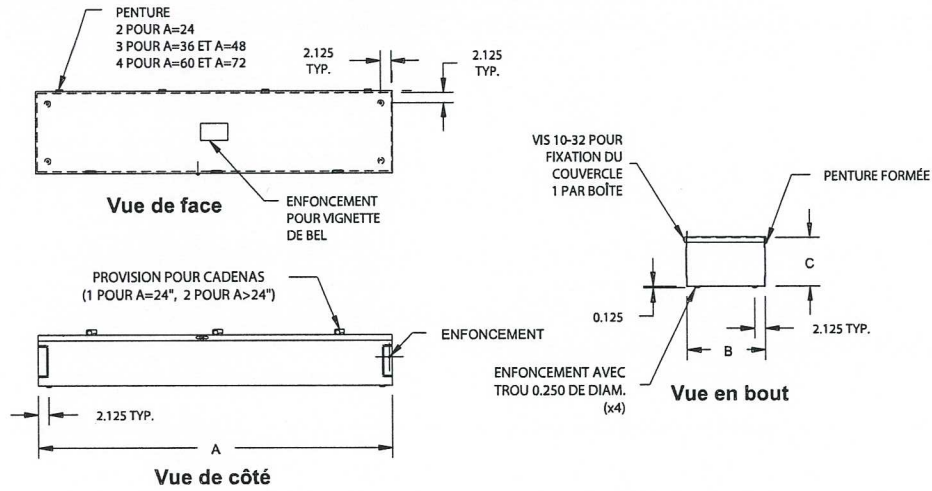 PENTURE
2 POUR A=24
3 POUR A=36 ET A=48
4 POUR A=60 ET A=72
2.125
TYP.
2.125
TYP.
Vue de face
ENFONCEMENT
POUR VIGNETTE
DE BEL
VIS 10-32 POUR
FIXATION DU
COUVERCLE
1 PAR BOÎTE
PENTURE FORMÉE
C
0.125
2.125 TYP.
B
ENFONCEMENT AVEC
TROU 0.250 DE DIAM.
(x4)
Vue en bout
PROVISION POUR CADENAS
(1 POUR A=24", 2 POUR A>24")
ENFONCEMENT
2.125 TYP.
A
Vue de côté